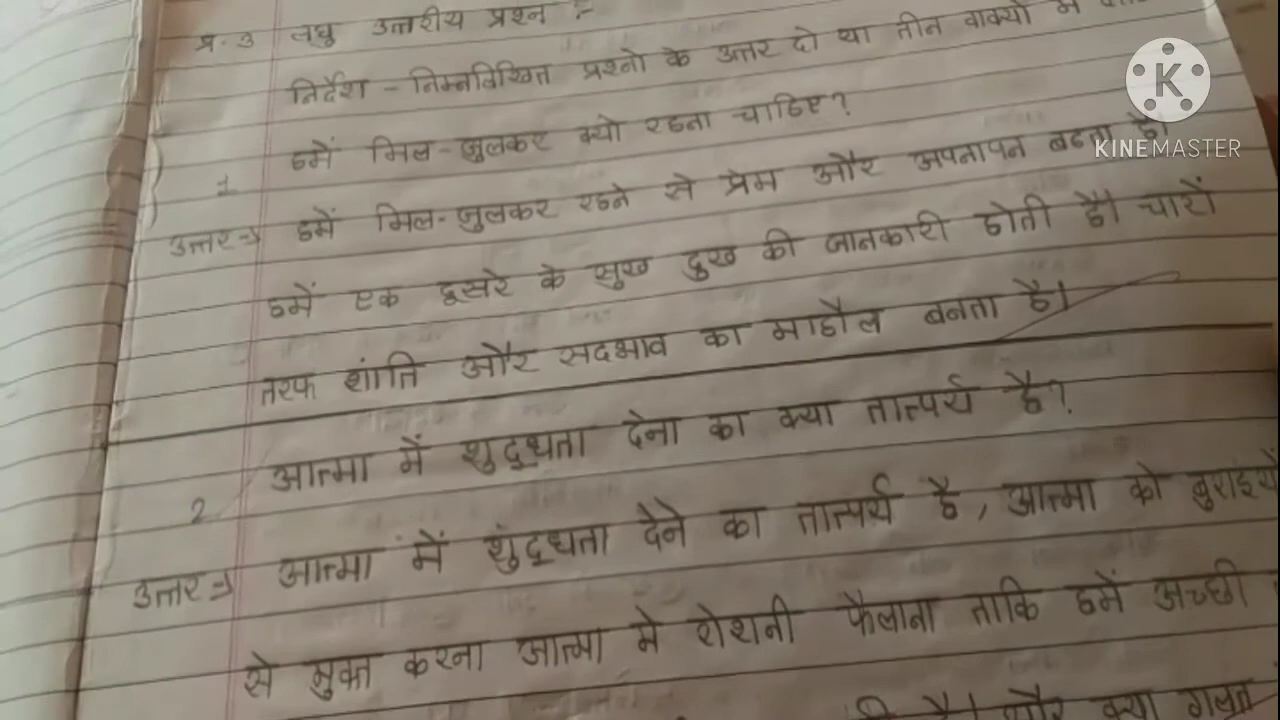 प्र. 3 लघु उत्तरीय प्रश्न :-
निर्देश - निम्नलिखित प्रश्नो के उत्तर दो या तीन वाक्यो में
1 हमें मिल-जुलकर क्यो रहना चाहिए?
उत्तर⇒ हमें मिल-जुलकर रहने से प्रेम और अपनापन बढता है।
हमें एक दूसरे के सुख दुख की जानकारी होती है। चारों
तरफ शांति और सदभाव का माहौल बनता है।
2 आत्मा में शुद्धता देना का क्या तात्पर्य है?
उत्तर⇒ आत्मा में शुंद्धता देने का तात्पर्य है, आत्मा को बुराइयों
से मुक्त करना आत्मा मे रोशनी फैलाना ताकि हमें अच्छी
है। और क्या गलत
K
KINEMASTER